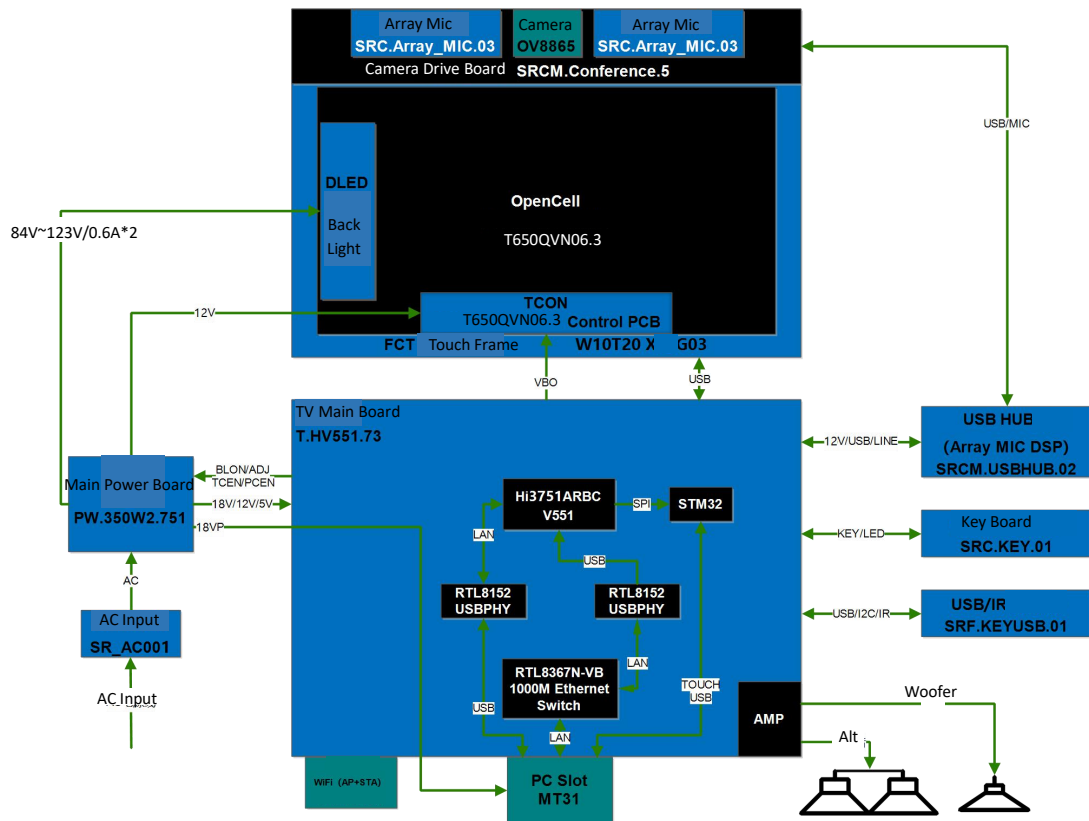 Array Mic
SRC.Array_MIC.03
Camera
OV8865
Array Mic
SRC.Array_MIC.03
Camera Drive Board SRCM.Conference.5
USB/MIC
DLED
Back
Light
OpenCell
T650QVN06.3
84V~123V/0.6A*2
12V
TCON
T650QVN06.3 Control PCB
FCT Touch Frame W10T20 X G03
VBO
USB
TV Main Board
T.HV551.73
USB HUB
(Array MIC DSP)
SRCM.USBHUB.02
12V/USB/LINE
Main Power Board
PW.350W2.751
BLON/ADJ
TCEN/PCEN
18V/12V/5V
18VP
Hi3751ARBC
V551
SPI
STM32
LAN
USB
Key Board
SRC.KEY.01
KEY/LED
AC
RTL8152
USBPHY
RTL8152
USBPHY
USB/IR
SRF.KEYUSB.01
USB/I2C/IR
AC Input
SR_AC001
LAN
RTL8367N-VB
1000M Ethernet
Switch
TOUCH
USB
USB
LAN
AC Input
AMP
Woofer
Alt
WiFi (AP+STA)
PC Slot
MT31